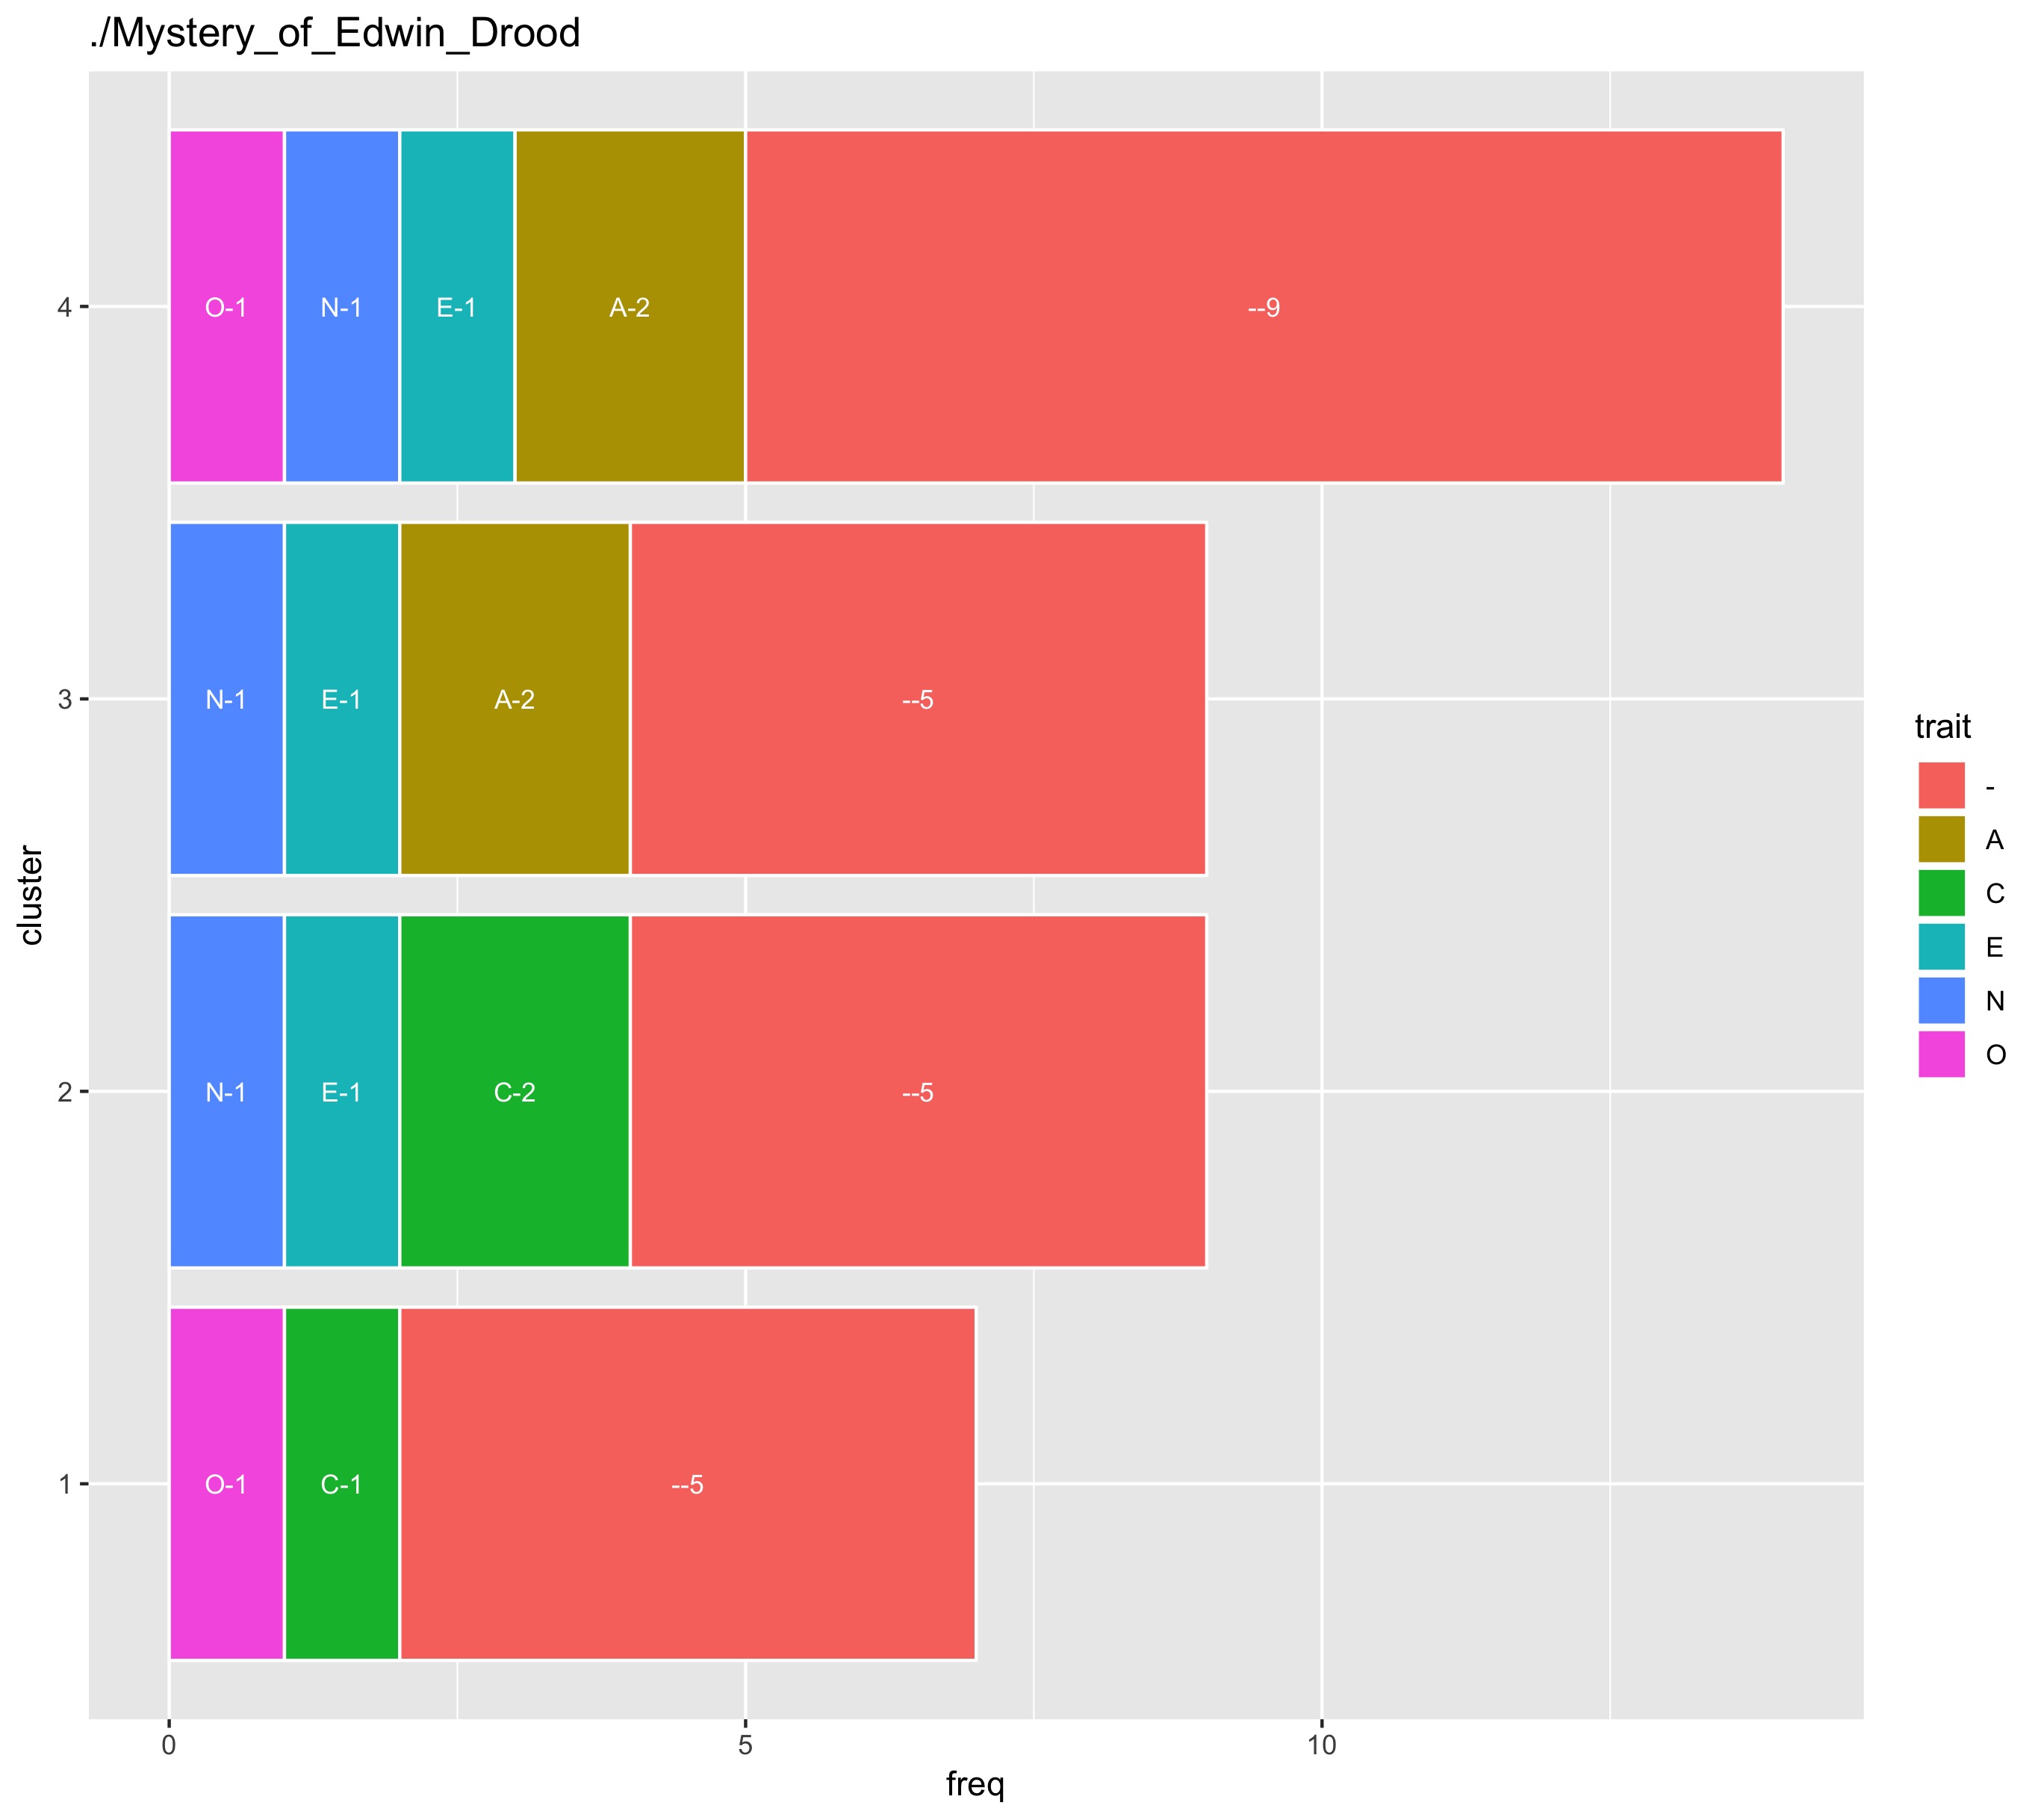 ./Mystery_of_Edwin_Drood
cluster
4
O-1 N-1 E-1 A-2 --9
3
N-1 E-1 A-2 --5
2
N-1 E-1 C-2 --5
1
O-1 C-1 --5
0 5 10
freq
trait
-
A
C
E
N
O